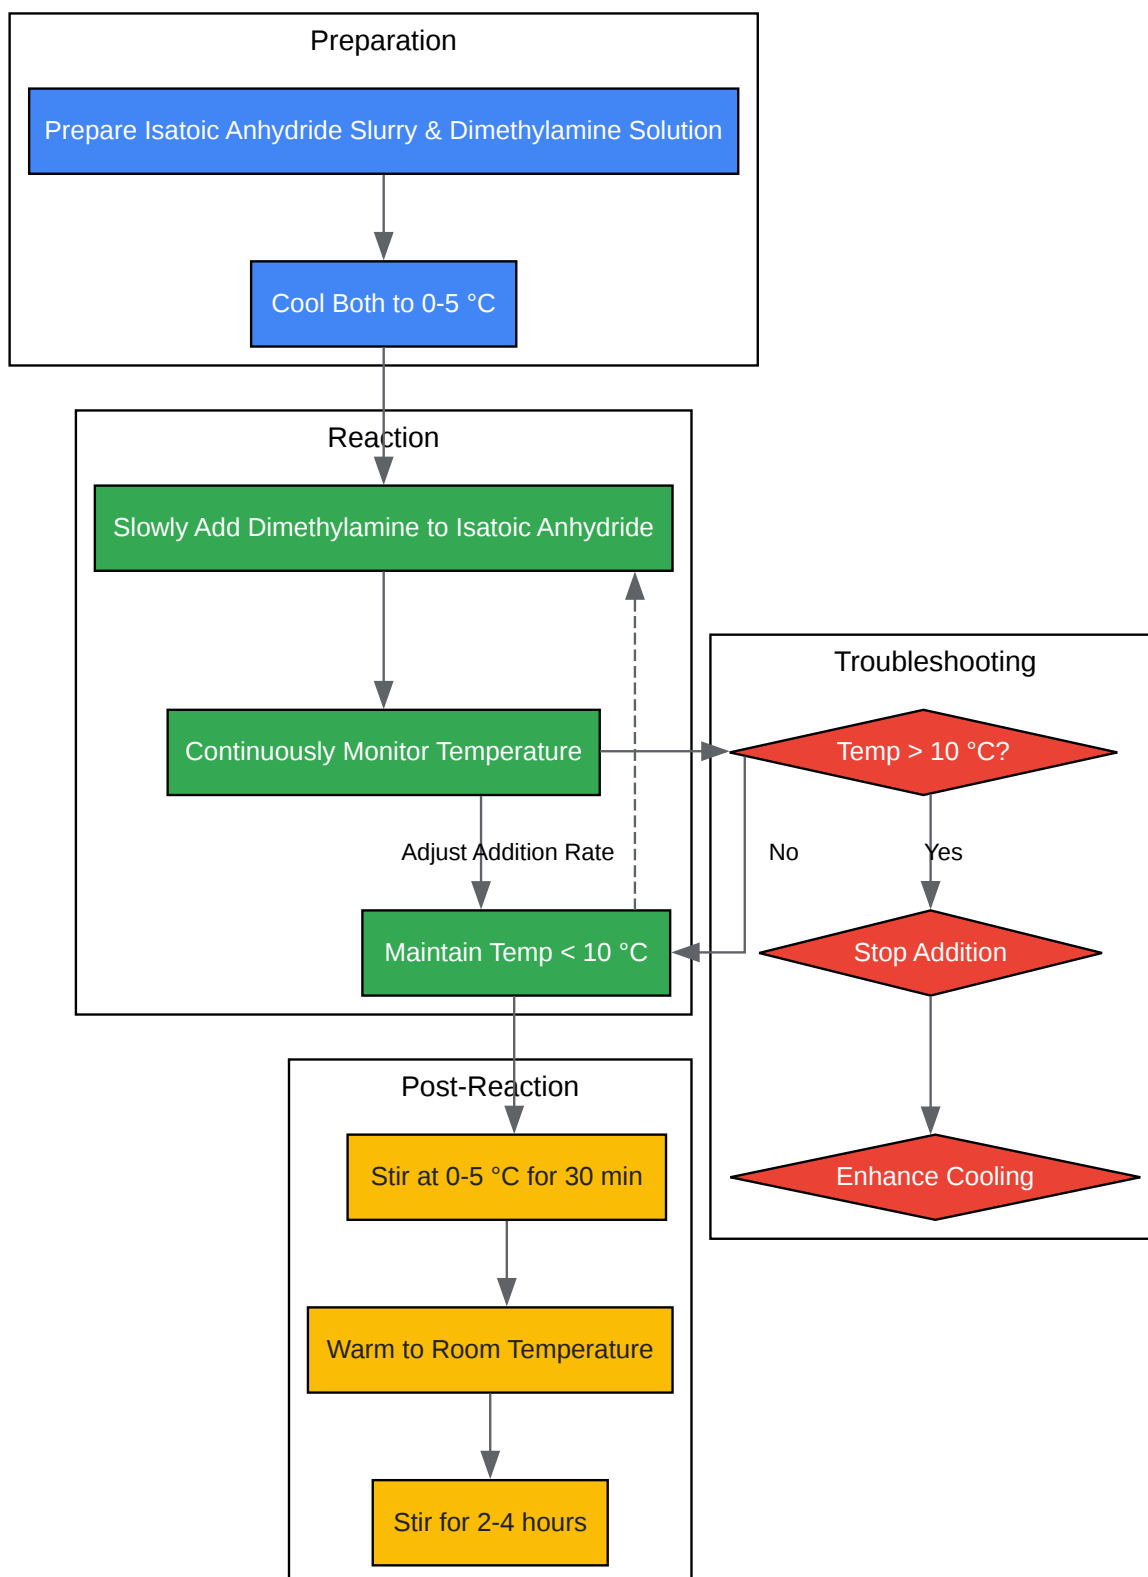 Preparation
Prepare Isatoic Anhydride Slurry & Dimethylamine Solution
Cool Both to 0-5 °C
Reaction
Slowly Add Dimethylamine to Isatoic Anhydride
Troubleshooting
Continuously Monitor Temperature
Temp > 10 °C?
Adjust Addition Rate
No
Yes
Maintain Temp < 10 °C
Stop Addition
Post-Reaction
Stir at 0-5 °C for 30 min
Enhance Cooling
Warm to Room Temperature
Stir for 2-4 hours